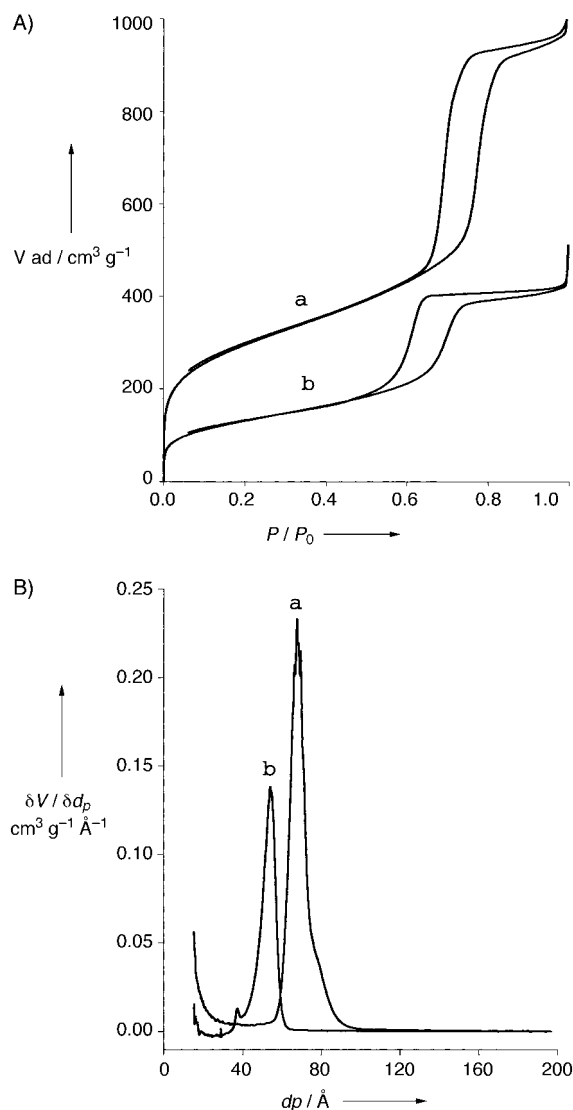 A)
1000
800
600
400
200
0
V ad / cm³ g⁻¹
a
b
0.0 0.2 0.4 0.6 0.8 1.0
P / P₀
B)
0.25
0.20
0.15
0.10
0.05
0.00
δV / δdₚ
cm³ g⁻¹ Å⁻¹
a
b
0 40 80 120 160 200
dp / Å